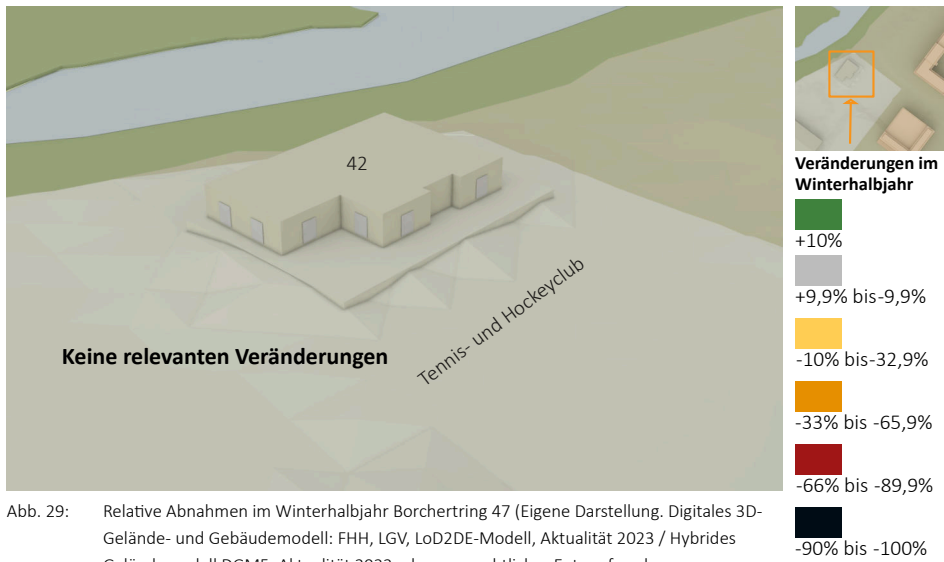 42
Tennis- und Hockeyclub
Keine relevanten Veränderungen
Veränderungen im
Winterhalbjahr
+10%
+9,9% bis-9,9%
-10% bis-32,9%
-33% bis -65,9%
-66% bis -89,9%
-90% bis -100%
Abb. 29: Relative Abnahmen im Winterhalbjahr Borchertring 47 (Eigene Darstellung. Digitales 3D-
Gelände- und Gebäudemodell: FHH, LGV, LoD2DE-Modell, Aktualität 2023 / Hybrides